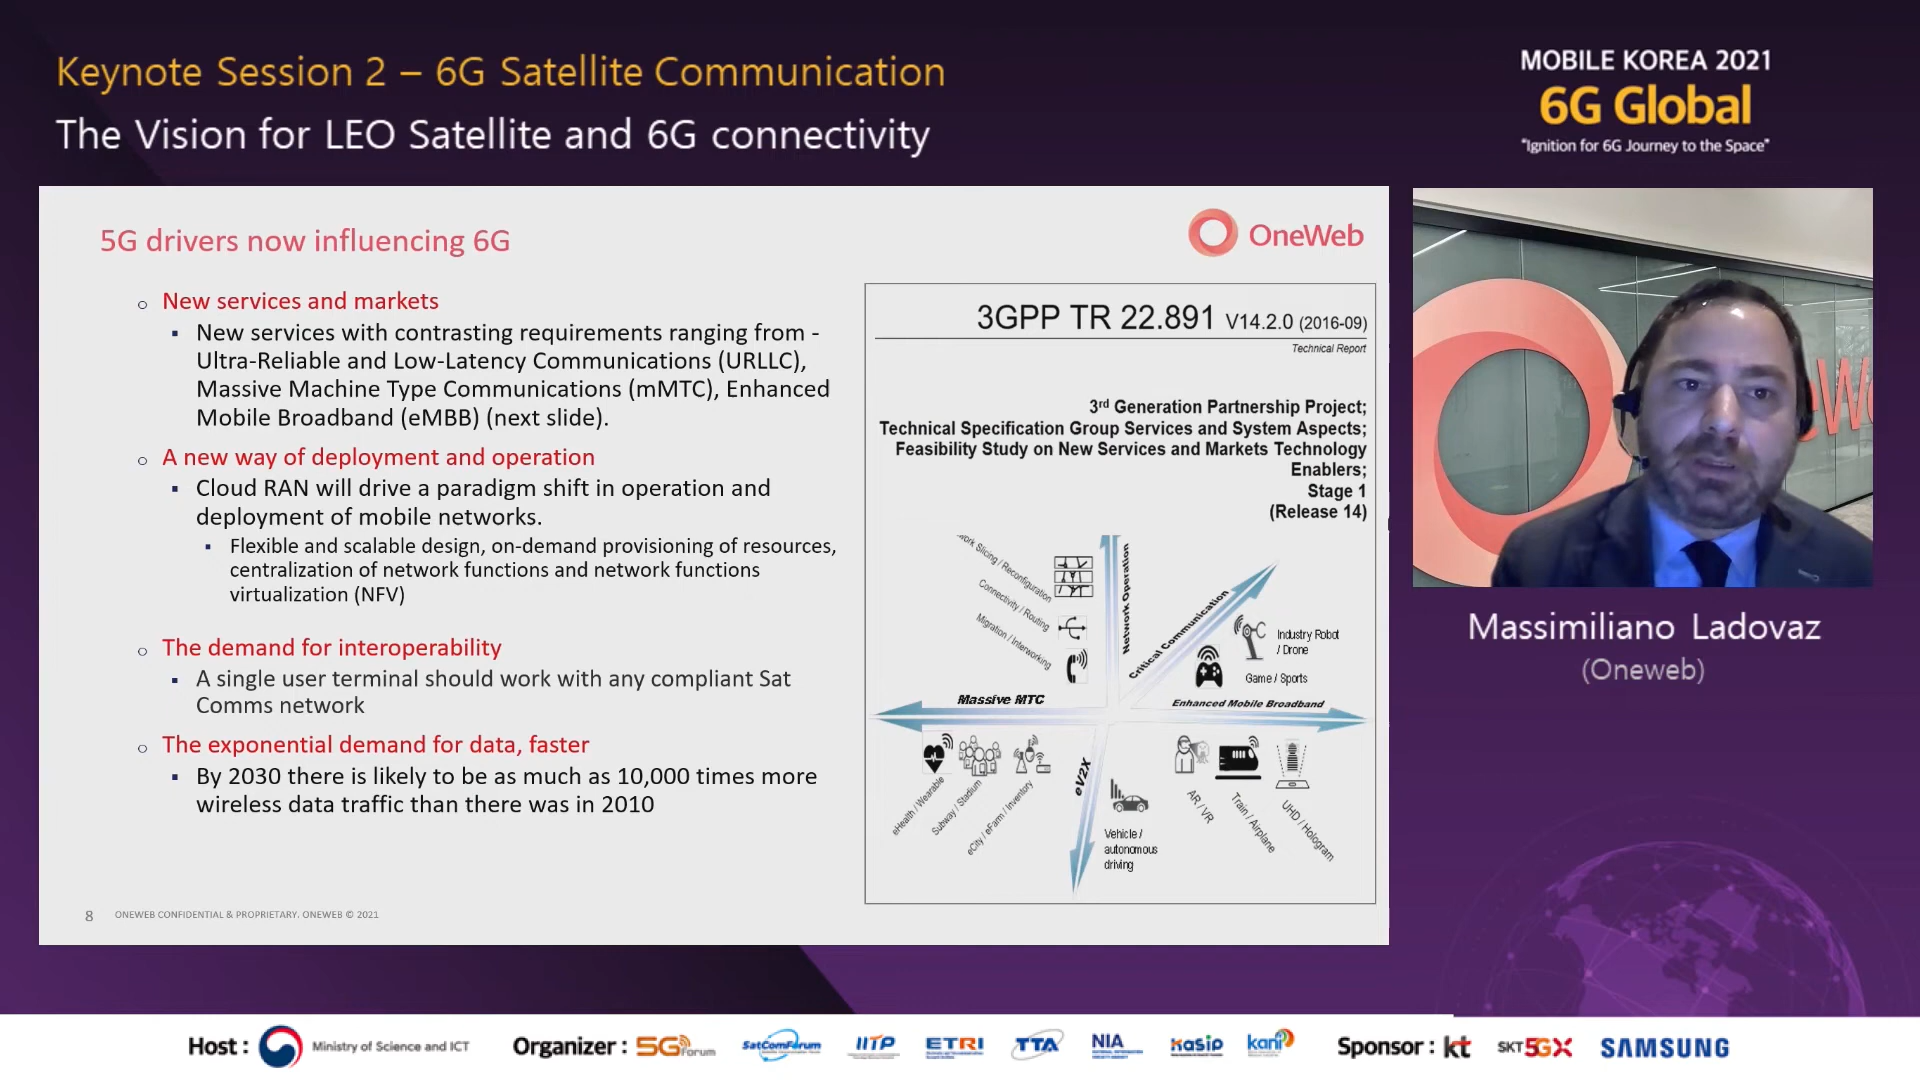 Keynote Session 2 – 6G Satellite Communication
The Vision for LEO Satellite and 6G connectivity
MOBILE KOREA 2021
6G Global
"Ignition for 6G Journey to the Space"
5G drivers now influencing 6G
OneWeb
New services and markets
New services with contrasting requirements ranging from -
Ultra-Reliable and Low-Latency Communications (URLLC),
Massive Machine Type Communications (mMTC), Enhanced
Mobile Broadband (eMBB) (next slide).
A new way of deployment and operation
Cloud RAN will drive a paradigm shift in operation and
deployment of mobile networks.
Flexible and scalable design, on-demand provisioning of resources,
centralization of network functions and network functions
virtualization (NFV)
The demand for interoperability
A single user terminal should work with any compliant Sat
Comms network
The exponential demand for data, faster
By 2030 there is likely to be as much as 10,000 times more
wireless data traffic than there was in 2010
8 ONEWEB CONFIDENTIAL & PROPRIETARY. ONEWEB © 2021
3GPP TR 22.891 V14.2.0 (2016-09)
Technical Report
3rd Generation Partnership Project;
Technical Specification Group Services and System Aspects;
Feasibility Study on New Services and Markets Technology
Enablers;
Stage 1
(Release 14)
Slicing / Reconfiguration
Connectivity / Routing
Migration / Interworking
Network Operation
Critical Communication
Industry Robot
/ Drone
Game / Sports
Massive MTC
Enhanced Mobile Broadband
eHealth / Wearable
Subway / Stadium
eCity / eFarm / Inventory
eV2X
Vehicle /
autonomous
driving
AR / VR
Train / Airplane
UHD / Hologram
Massimiliano Ladovaz
(Oneweb)
Host : Ministry of Science and ICT Organizer : 5G forum SatComForum IITP ETRI TTA NIA KOSIP kani Sponsor : kt SKT 5GX SAMSUNG